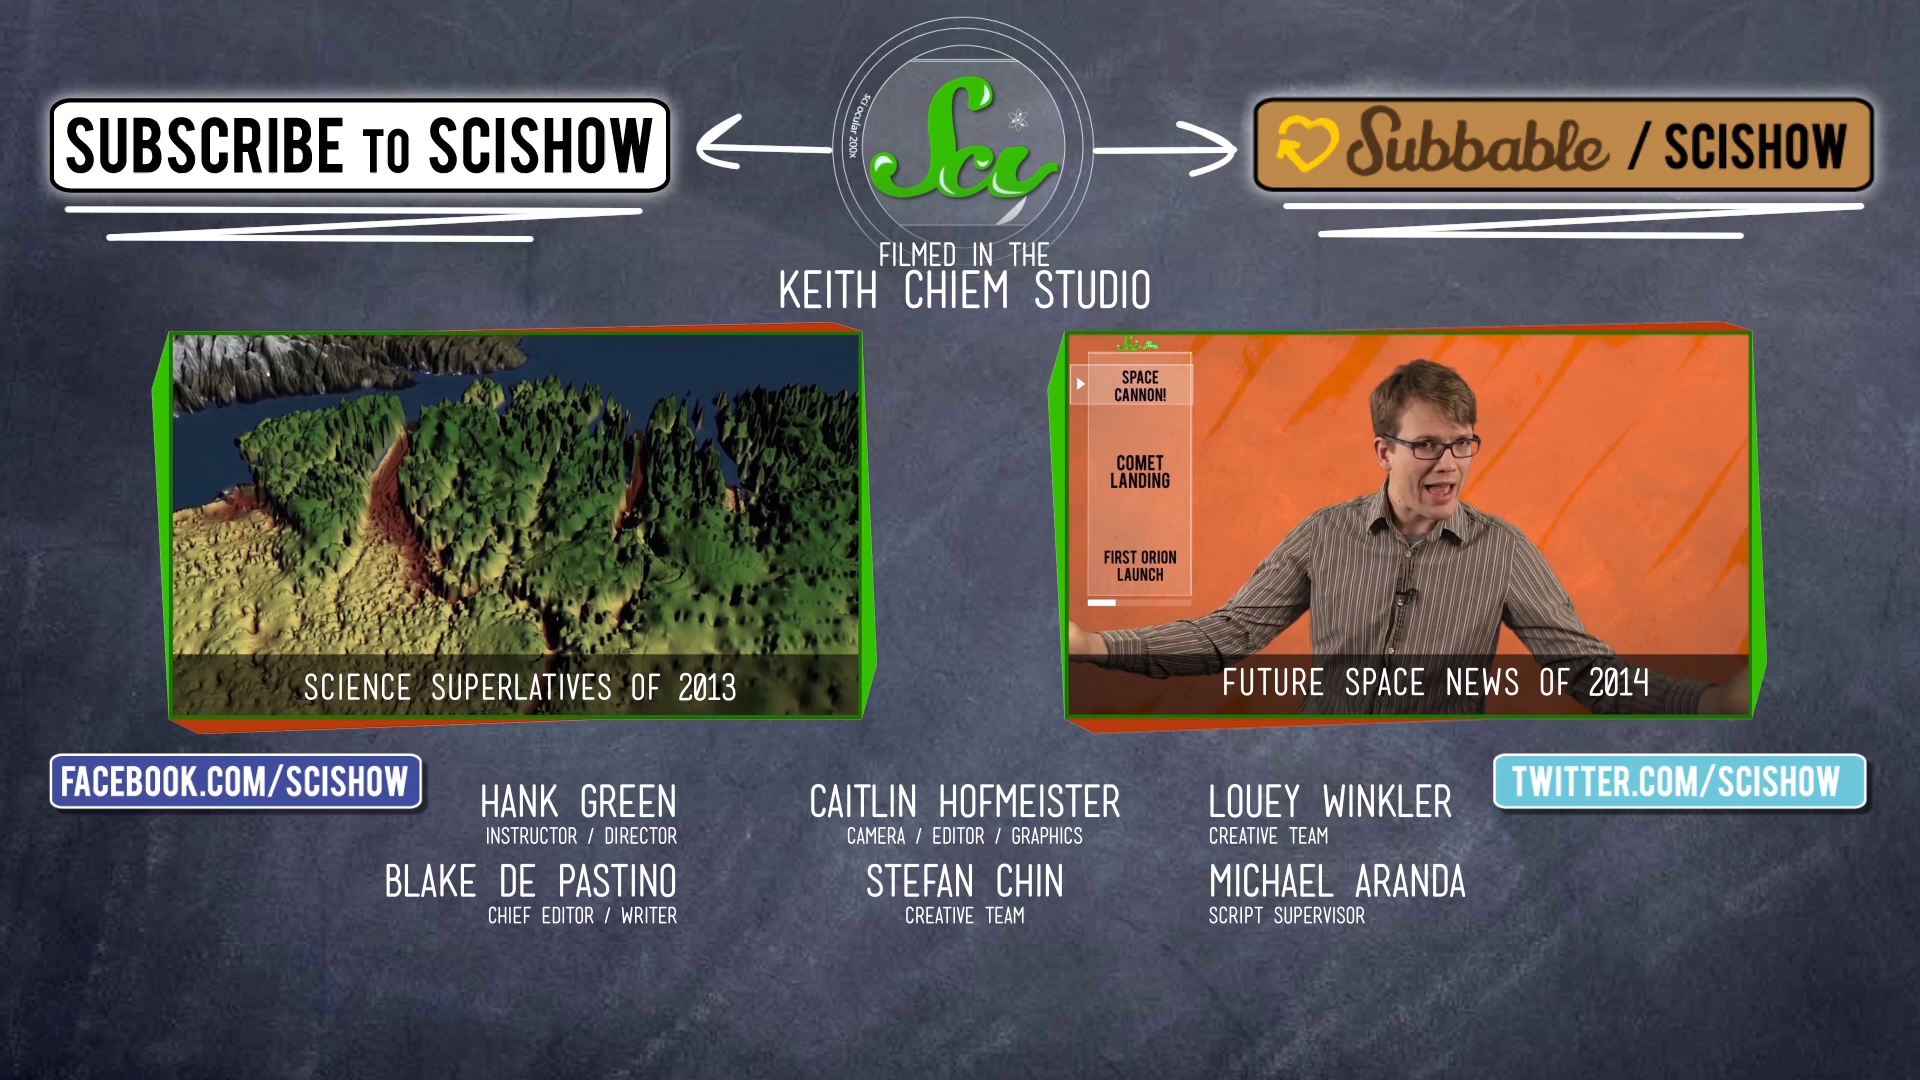 SUBSCRIBE TO SCISHOW
Sci
sci ocular 200x
Subbable / SCISHOW
FILMED IN THE
KEITH CHIEM STUDIO
SCIENCE SUPERLATIVES OF 2013
SPACE
CANNON!
COMET
LANDING
FIRST ORION
LAUNCH
FUTURE SPACE NEWS OF 2014
FACEBOOK.COM/SCISHOW
TWITTER.COM/SCISHOW
HANK GREEN
INSTRUCTOR / DIRECTOR
BLAKE DE PASTINO
CHIEF EDITOR / WRITER
CAITLIN HOFMEISTER
CAMERA / EDITOR / GRAPHICS
STEFAN CHIN
CREATIVE TEAM
LOUEY WINKLER
CREATIVE TEAM
MICHAEL ARANDA
SCRIPT SUPERVISOR